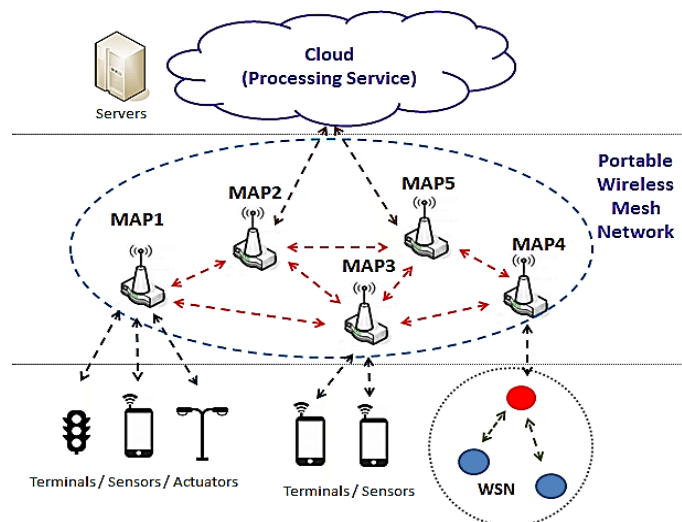 Cloud
(Processing Service)
Servers
Portable
Wireless
Mesh
Network
MAP1
MAP2
MAP5
MAP3
MAP4
Terminals / Sensors / Actuators
Terminals / Sensors
WSN